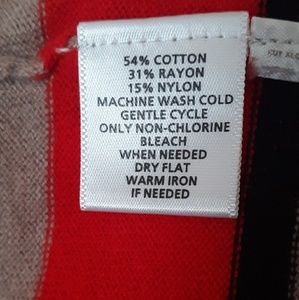 54% COTTON
31% RAYON
15% NYLON
MACHINE WASH COLD
GENTLE CYCLE
ONLY NON-CHLORINE
BLEACH
WHEN NEEDED
DRY FLAT
WARM IRON
IF NEEDED
CUT